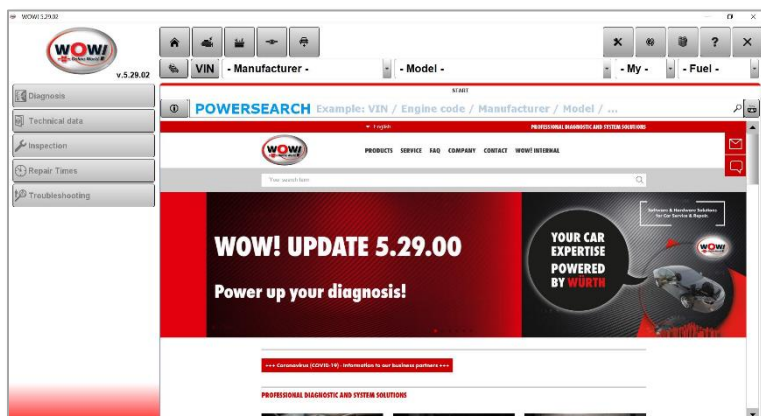 WOW! 5.29.02
WOW!
v.5.29.02
VIN
- Manufacturer -
- Model -
- My -
- Fuel -
Diagnosis
Technical data
Inspection
Repair Times
Troubleshooting
START
POWERSEARCH Example: VIN / Engine code / Manufacturer / Model / ...
English
PROFESSIONAL DIAGNOSTIC AND SYSTEM SOLUTIONS
WOW!
PRODUCTS SERVICE FAQ COMPANY CONTACT WOW! INTERNAL
Your search term
WOW! UPDATE 5.29.00
Power up your diagnosis!
YOUR CAR
EXPERTISE
POWERED
BY WÜRTH
Software & Hardware Solutions
for Car Service & Repair.
WOW!
+++ Coronavirus (COVID-19) - Information to our business partners +++
PROFESSIONAL DIAGNOSTIC AND SYSTEM SOLUTIONS